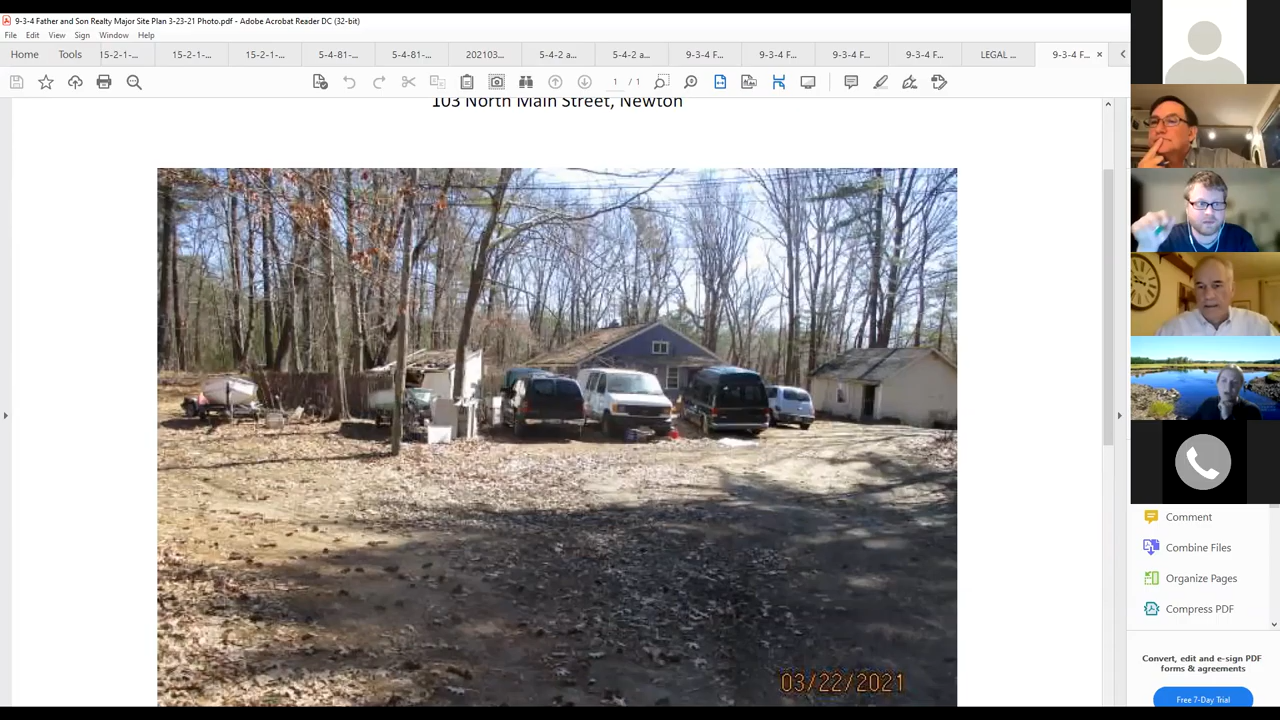 9-3-4 Father and Son Realty Major Site Plan 3-23-21 Photo.pdf - Adobe Acrobat Reader DC (32-bit)
File Edit View Sign Window Help
Home Tools 15-2-1-... 15-2-1-... 15-2-1-... 5-4-81-... 5-4-81-... 202103... 5-4-2 a... 5-4-2 a... 9-3-4 F... 9-3-4 F... 9-3-4 F... 9-3-4 F... LEGAL ... 9-3-4 F... ×
1 / 1
103 North Main Street, Newton
03/22/2021
Comment
Combine Files
Organize Pages
Compress PDF
Convert, edit and e-sign PDF
forms & agreements
Free 7-Day Trial